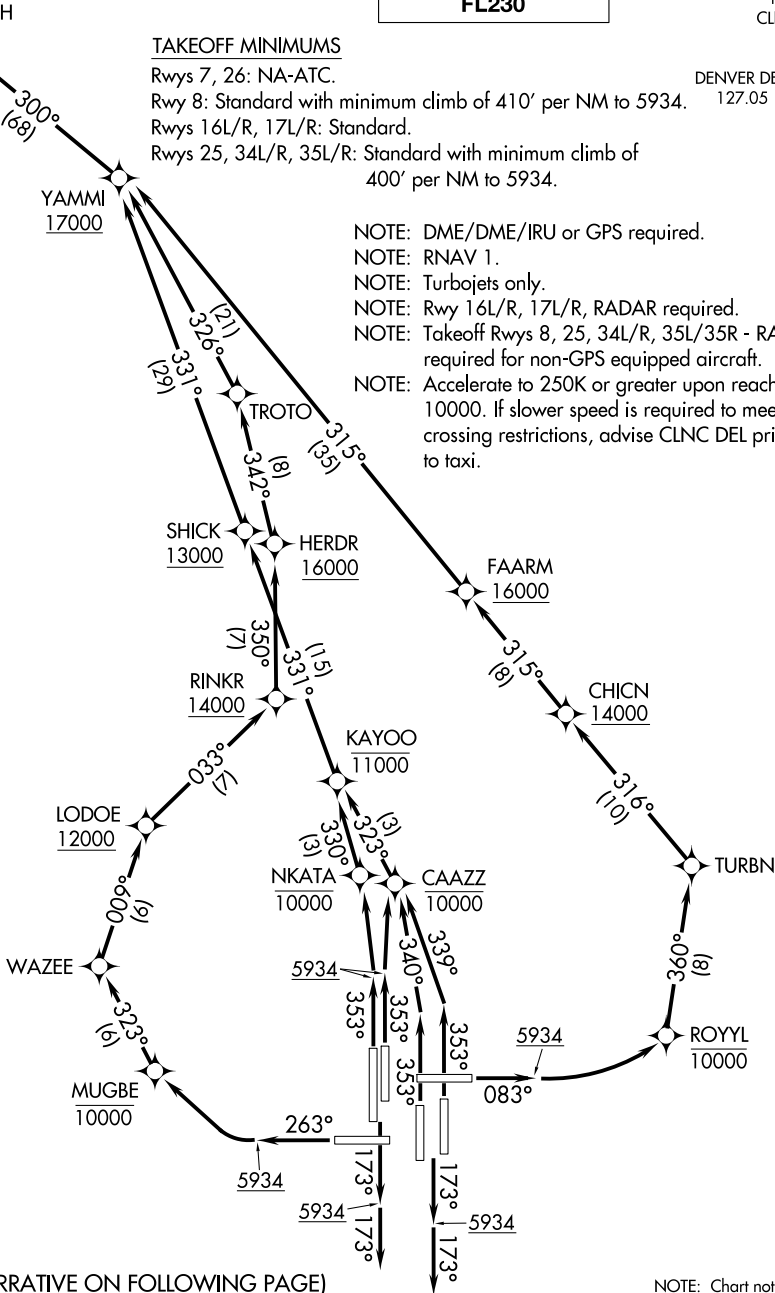 H
FL230
CL
TAKEOFF MINIMUMS
Rwys 7, 26: NA-ATC.
Rwy 8: Standard with minimum climb of 410' per NM to 5934.
Rwys 16L/R, 17L/R: Standard.
Rwys 25, 34L/R, 35L/R: Standard with minimum climb of
400' per NM to 5934.
DENVER DE
127.05
300°
(68)
YAMMI
17000
NOTE: DME/DME/IRU or GPS required.
NOTE: RNAV 1.
NOTE: Turbojets only.
NOTE: Rwy 16L/R, 17L/R, RADAR required.
NOTE: Takeoff Rwys 8, 25, 34L/R, 35L/35R - RA
required for non-GPS equipped aircraft.
NOTE: Accelerate to 250K or greater upon reach
10000. If slower speed is required to mee
crossing restrictions, advise CLNC DEL pri
to taxi.
(21)
326°
331°
(29)
TROTO
315°
(35)
(8)
342°
SHICK
13000
HERDR
16000
FAARM
16000
350°
(7)
(15)
331°
315°
(8)
RINKR
14000
CHICN
14000
KAYOO
11000
033°
(7)
316°
(10)
LODOE
12000
330°
(3)
323°
(3)
NKATA
10000
CAAZZ
10000
TURBN
009°
(9)
WAZEE
340°
339°
360°
(8)
5934
323°
(6)
353°
353°
353°
353°
5934
ROYYL
10000
083°
MUGBE
10000
263°
5934
173°
173°
5934
5934
173°
173°
RRATIVE ON FOLLOWING PAGE)
NOTE: Chart not